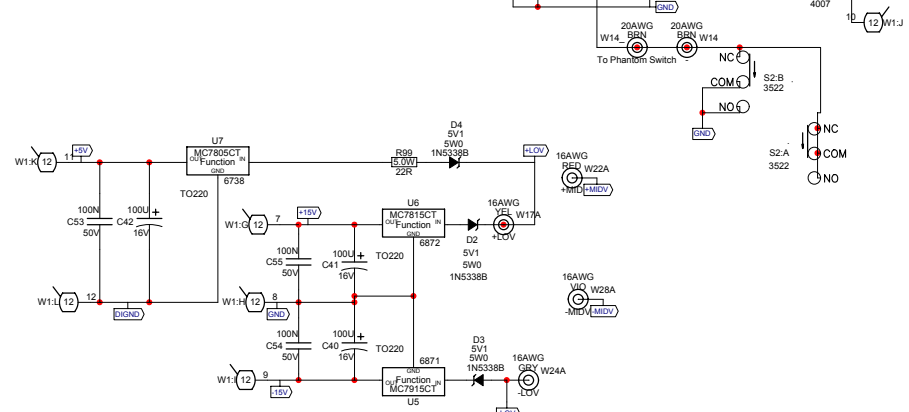 GND
4007
10
12
W1:J
20AWG
BRN
W14_
20AWG
BRN
W14
To Phantom Switch
-
NC
COM
NO
S2:B
3522
GND
NC
COM
NO
S2:A
3522
W1:K
12
11
+5V
U7
MC7805CT
OUT
Function
IN
GND
6738
TO220
R99
5.0W
22R
D4
5V1
5W0
1N5338B
+LOV
16AWG
RED
W22A
+MIDV
+MIDV
100N
C53
50V
100U
+
C42
16V
W1:G
12
7
+15V
U6
MC7815CT
OUT
Function
IN
GND
6872
TO220
16AWG
YEL
W17A
+LOV
D2
5V1
5W0
1N5338B
100N
C55
50V
100U
+
C41
16V
W1:L
12
12
DIGND
W1:H
12
8
GND
16AWG
VIO
W28A
-MIDV
-MIDV
100N
C54
50V
100U
+
C40
16V
TO220
6871
GND
OUT
Function
IN
MC7915CT
U5
D3
5V1
5W0
1N5338B
16AWG
GRY
W24A
-LOV
W1:I
12
9
-15V